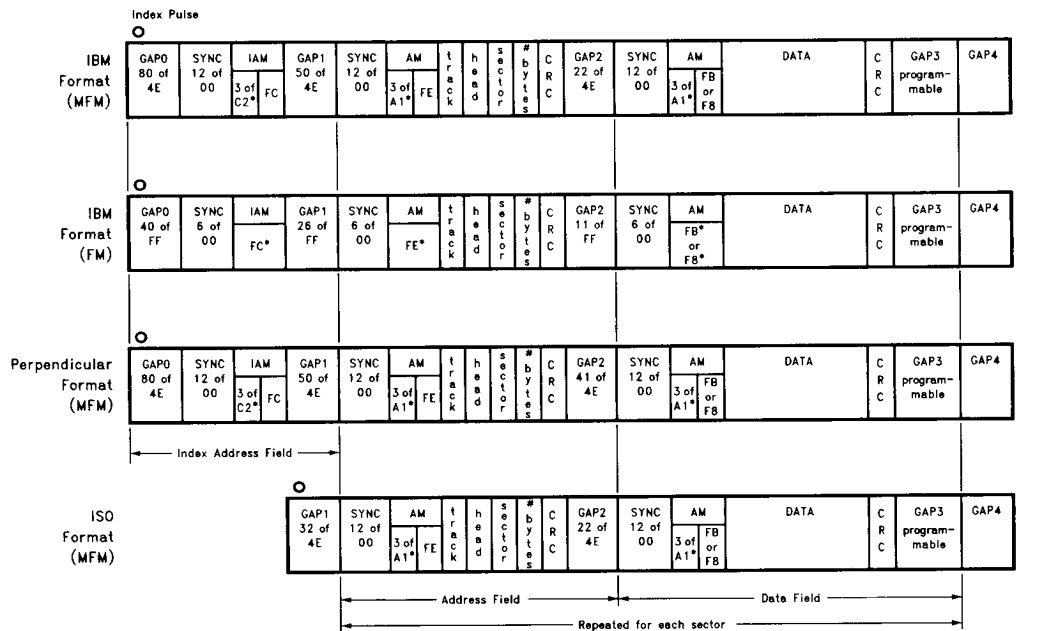 Index Pulse
IBM
Format
(MFM)
GAP0
80 of
4E
SYNC
12 of
00
IAM
3 of
C2*
FC
GAP1
50 of
4E
SYNC
12 of
00
AM
3 of
A1*
FE
track
head
sector
# bytes
CRC
GAP2
22 of
4E
SYNC
12 of
00
AM
3 of
A1*
FB
or
F8
DATA
CRC
GAP3
program-
mable
GAP4
IBM
Format
(FM)
GAP0
40 of
FF
SYNC
6 of
00
IAM
FC*
GAP1
26 of
FF
SYNC
6 of
00
AM
FE*
track
head
sector
# bytes
CRC
GAP2
11 of
FF
SYNC
6 of
00
AM
FB*
or
F8*
DATA
CRC
GAP3
program-
mable
GAP4
Perpendicular
Format
(MFM)
GAP0
80 of
4E
SYNC
12 of
00
IAM
3 of
C2*
FC
GAP1
50 of
4E
SYNC
12 of
00
AM
3 of
A1*
FE
track
head
sector
# bytes
CRC
GAP2
41 of
4E
SYNC
12 of
00
AM
3 of
A1*
FB
or
F8
DATA
CRC
GAP3
program-
mable
GAP4
Index Address Field
ISO
Format
(MFM)
GAP1
32 of
4E
SYNC
12 of
00
AM
3 of
A1*
FE
track
head
sector
# bytes
CRC
GAP2
22 of
4E
SYNC
12 of
00
AM
3 of
A1*
FB
or
F8
DATA
CRC
GAP3
program-
mable
GAP4
Address Field
Data Field
Repeated for each sector